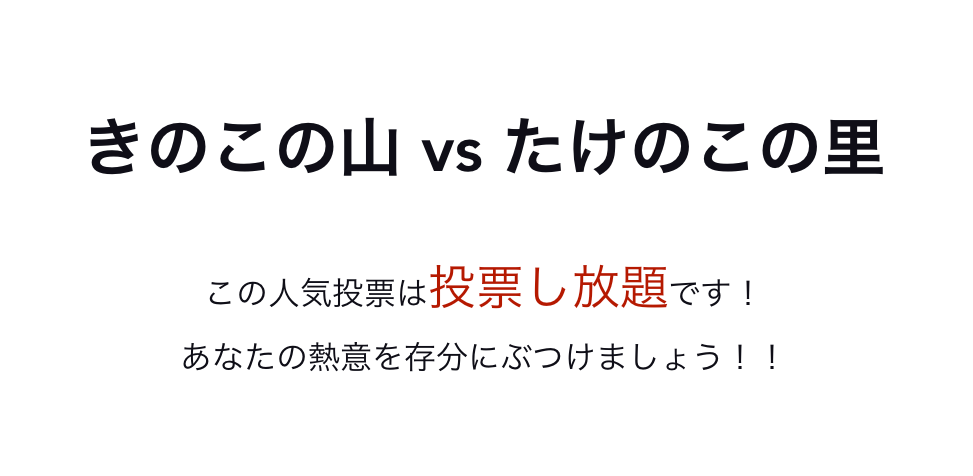 きのこの山 vs たけのこの里
この人気投票は投票し放題です！
あなたの熱意を存分にぶつけましょう！！